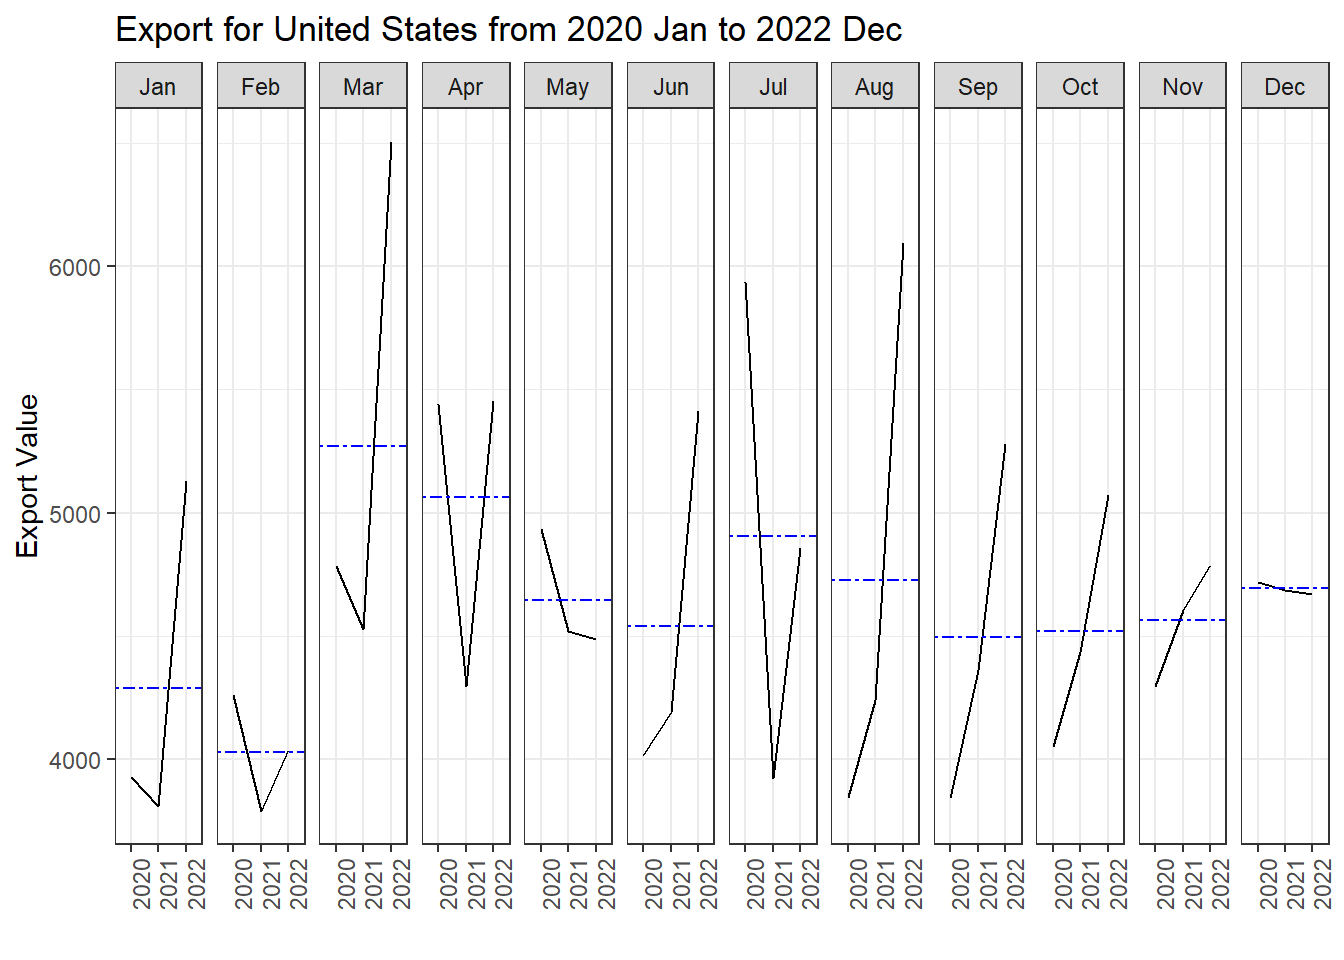 Export for United States from 2020 Jan to 2022 Dec
Jan Feb Mar Apr May Jun Jul Aug Sep Oct Nov Dec
Export Value
6000
5000
4000
2020 2021 2022 2020 2021 2022 2020 2021 2022 2020 2021 2022 2020 2021 2022 2020 2021 2022 2020 2021 2022 2020 2021 2022 2020 2021 2022 2020 2021 2022 2020 2021 2022 2020 2021 2022